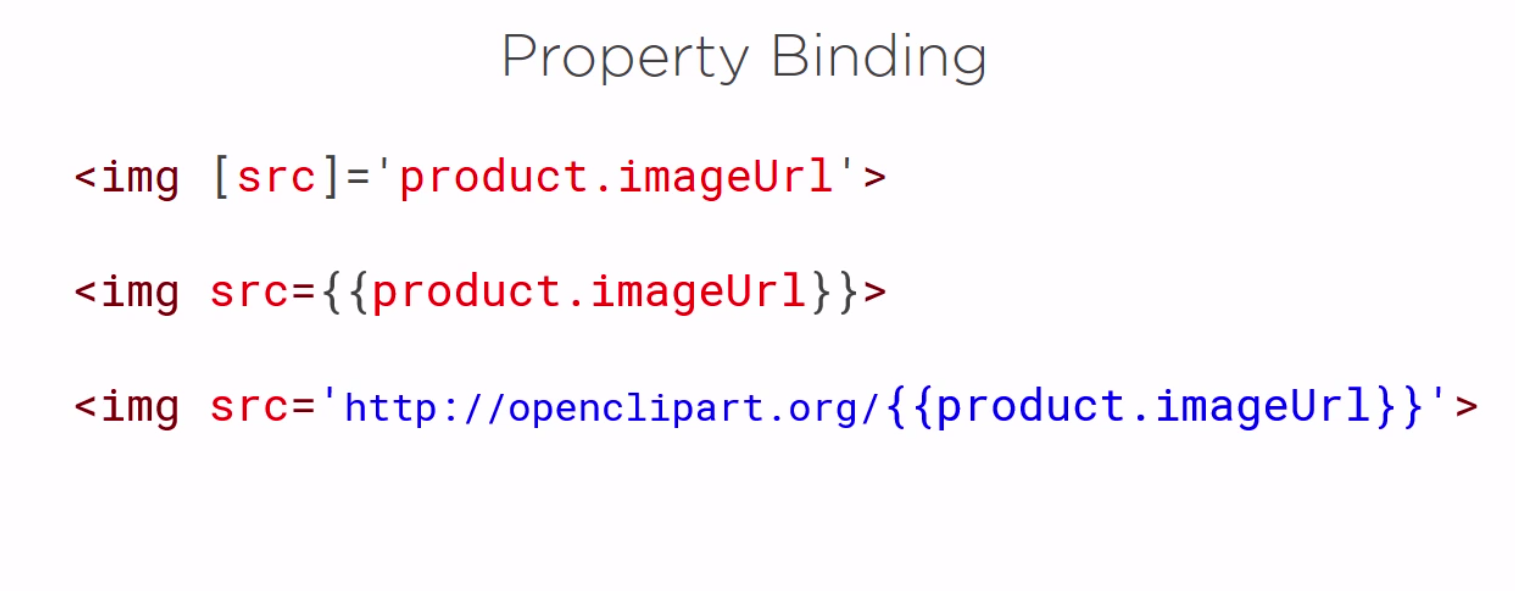 Property Binding
<img [src]='product.imageUrl'>
<img src={{product.imageUrl}}>
<img src='http://openclipart.org/{{product.imageUrl}}'>